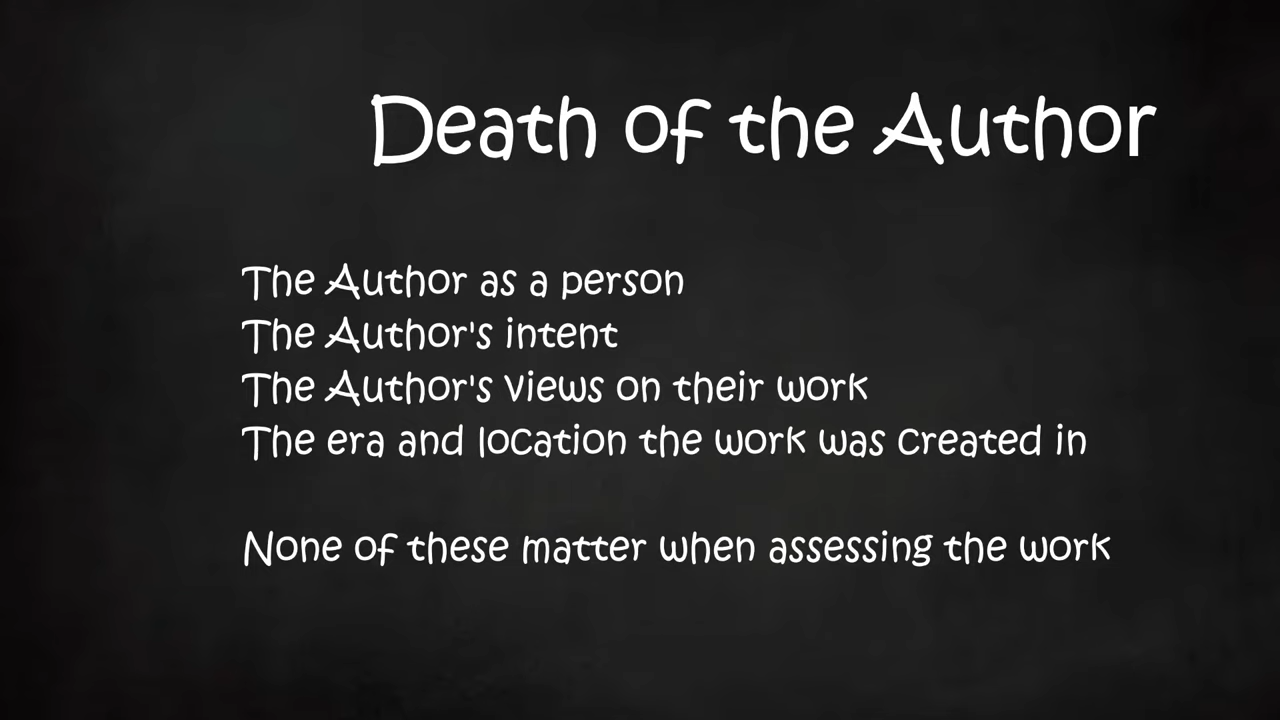 Death of the Author
The Author as a person
The Author's intent
The Author's views on their work
The era and location the work was created in
None of these matter when assessing the work